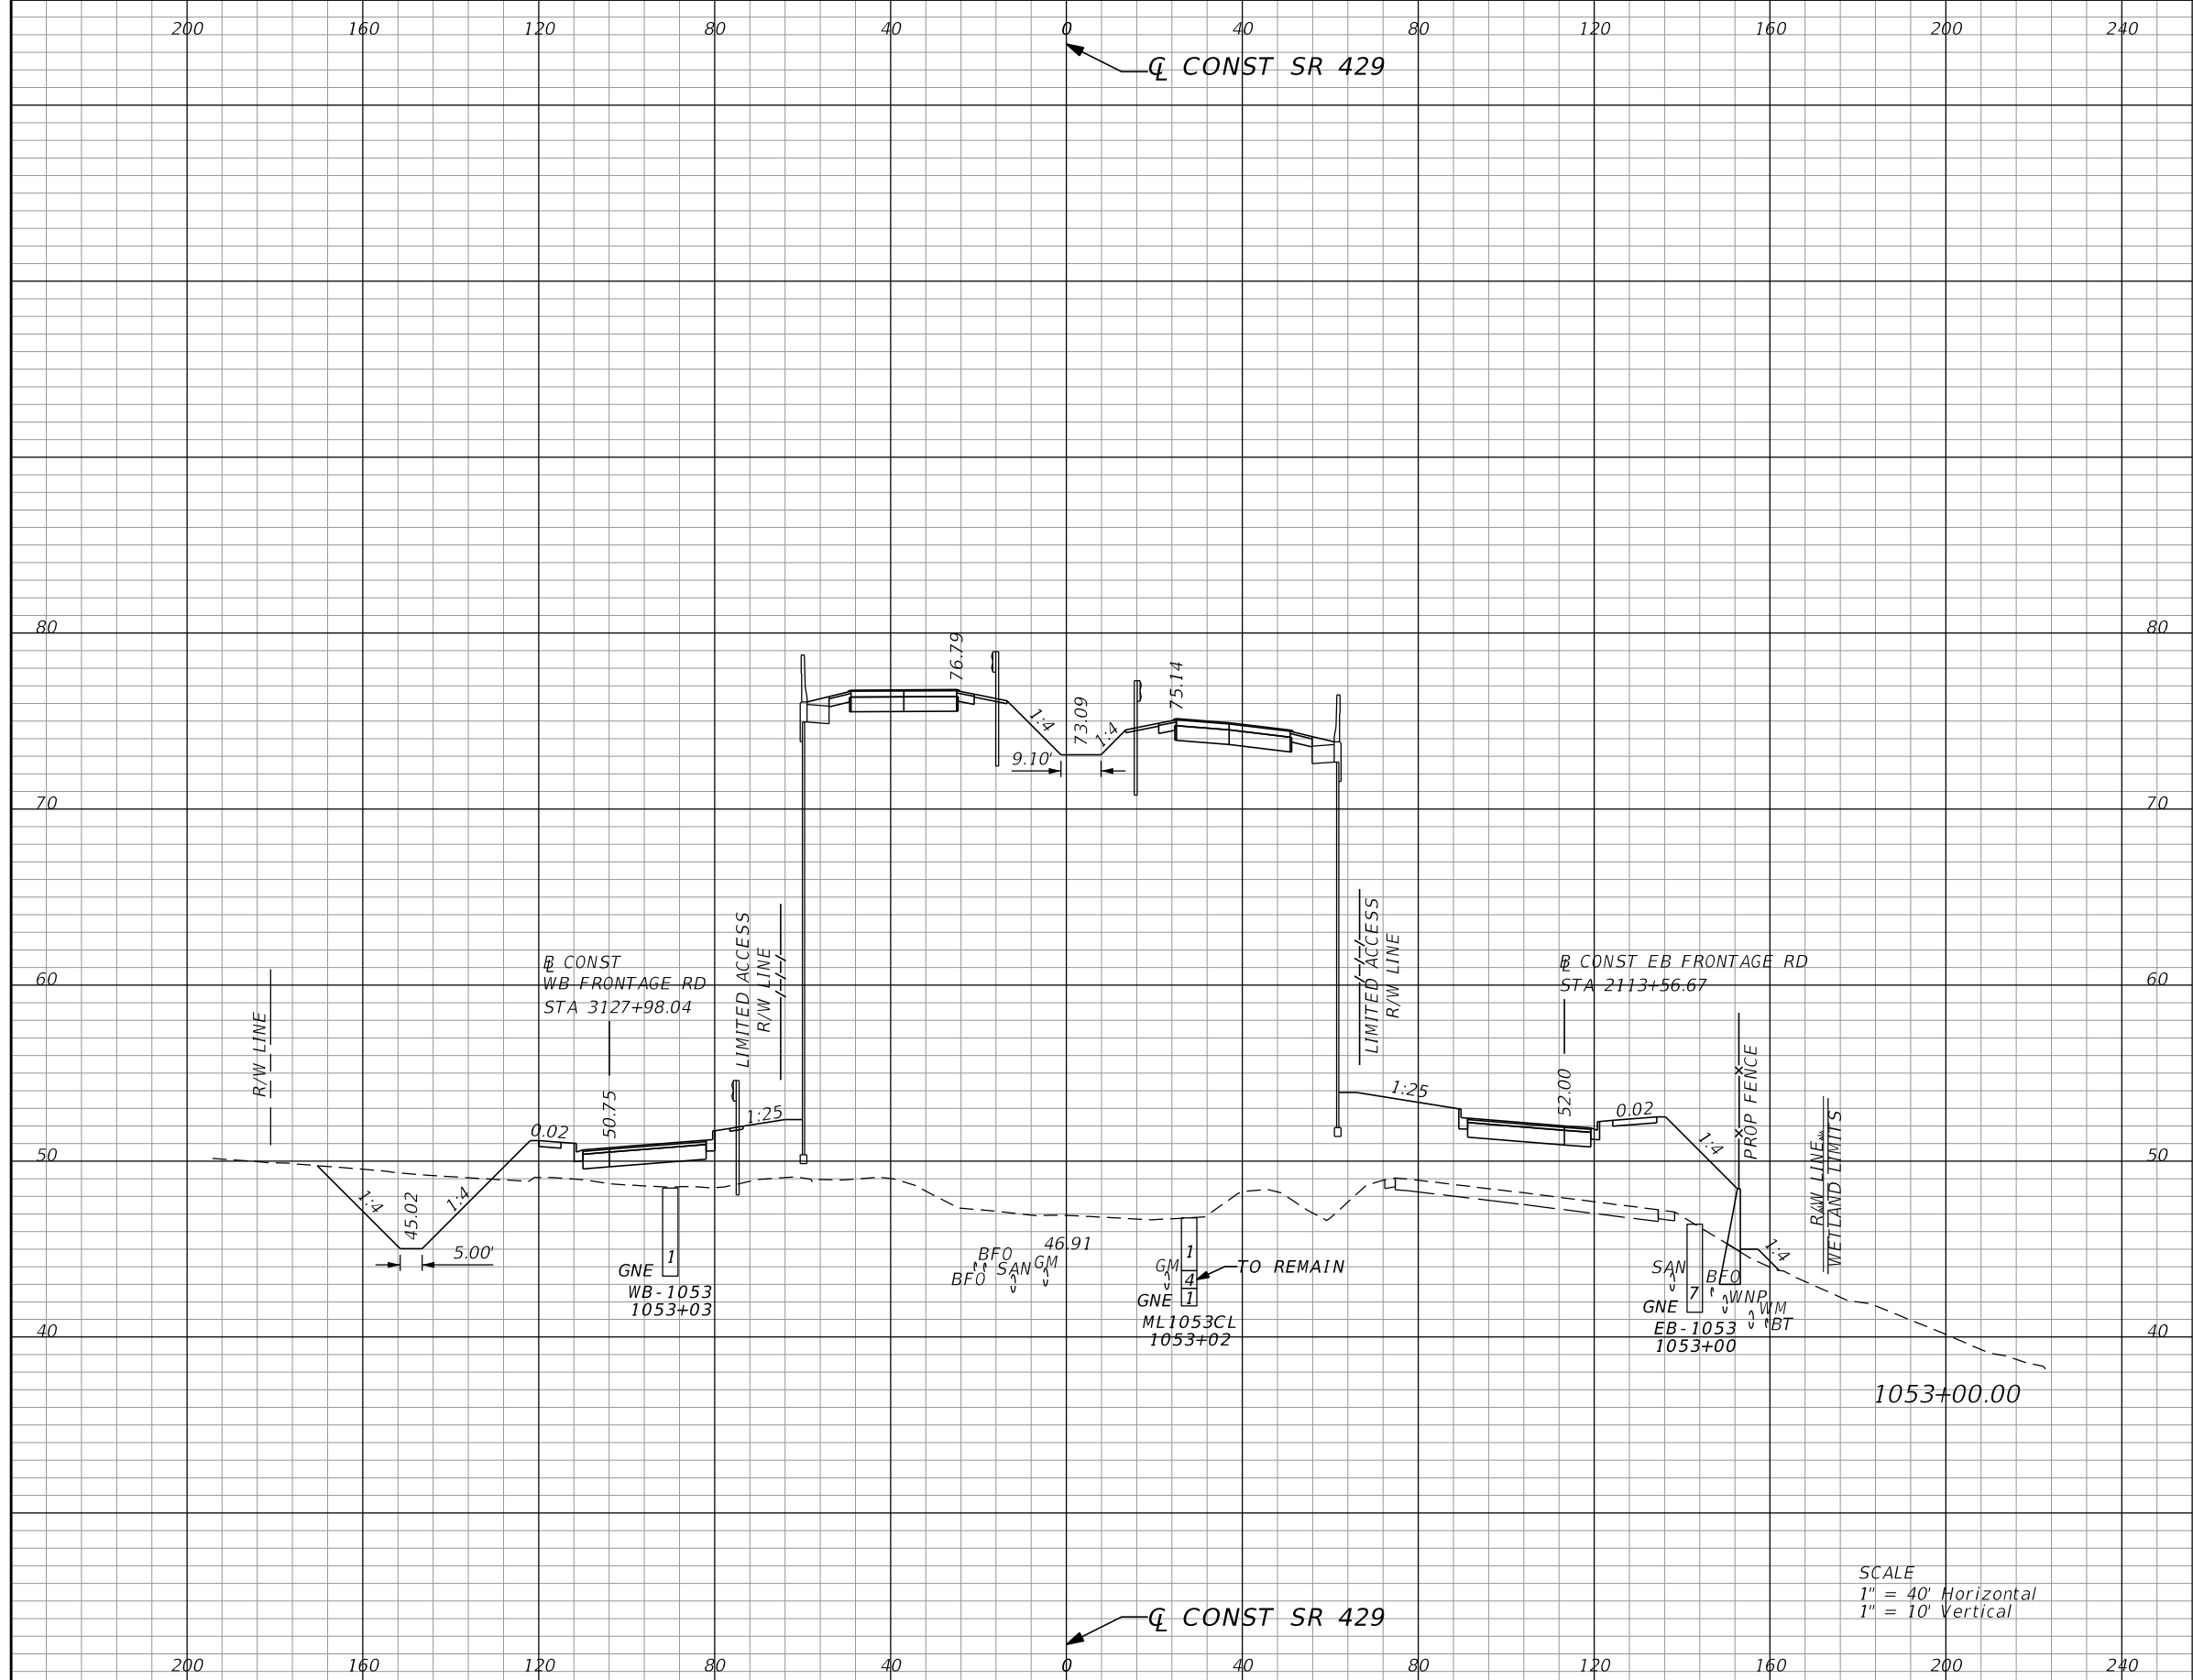 200 160 120 80 40 0 40 80 120 160 200 240
℄ CONST SR 429
80 80
76.79
75.14
1:4
73.09
1:4
9.10'
70 70
LIMITED ACCESS
R/W LINE
LIMITED ACCESS
R/W LINE
B̲L CONST
WB FRONTAGE RD
STA 3127+98.04
B̲L CONST EB FRONTAGE RD
STA 2113+56.67
60 60
R/W LINE
PROP FENCE
R/W LINE
WETLAND LIMITS
0.02
50.75
1:25
1:25
52.00
0.02
1:4
50 50
1:4
45.02
1:4
5.00'
1
GNE
WB-1053
1053+03
46.91
BFO
BFO
SAN
GM
GM
1
4
1
TO REMAIN
GNE
ML1053CL
1053+02
SAN
7
BFO
WNP
WM
BT
1:4
GNE
EB-1053
1053+00
40 40
1053+00.00
SCALE
1" = 40' Horizontal
1" = 10' Vertical
℄ CONST SR 429
200 160 120 80 40 0 40 80 120 160 200 240